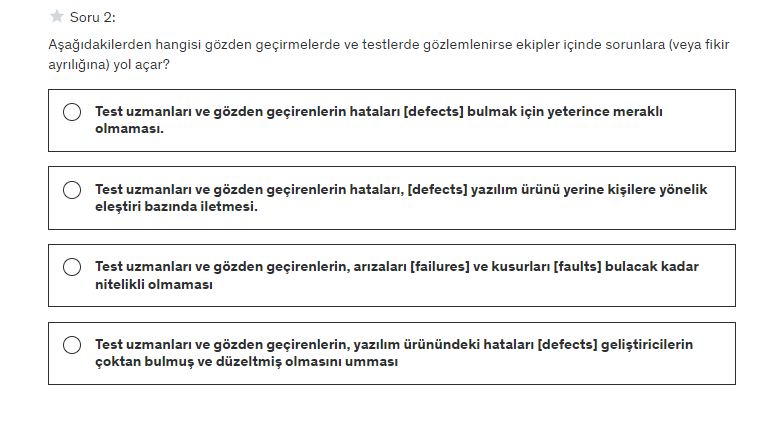 Soru 2:
Aşağıdakilerden hangisi gözden geçirmelerde ve testlerde gözlemlenirse ekipler içinde sorunlara (veya fikir
ayrılığına) yol açar?
Test uzmanları ve gözden geçirenlerin hataları [defects] bulmak için yeterince meraklı
olmaması.
Test uzmanları ve gözden geçirenlerin hataları, [defects] yazılım ürünü yerine kişilere yönelik
eleştiri bazında iletmesi.
Test uzmanları ve gözden geçirenlerin, arızaları [failures] ve kusurları [faults] bulacak kadar
nitelikli olmaması
Test uzmanları ve gözden geçirenlerin, yazılım ürünündeki hataları [defects] geliştiricilerin
çoktan bulmuş ve düzeltmiş olmasını umması